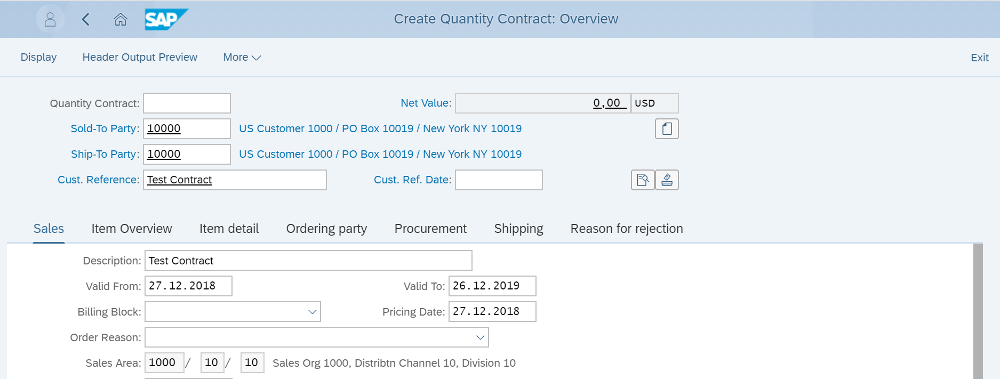 SAP Create Quantity Contract: Overview
Display Header Output Preview More Exit
Quantity Contract: Net Value: 0,00 USD
Sold-To Party: 10000 US Customer 1000 / PO Box 10019 / New York NY 10019
Ship-To Party: 10000 US Customer 1000 / PO Box 10019 / New York NY 10019
Cust. Reference: Test Contract Cust. Ref. Date:
Sales Item Overview Item detail Ordering party Procurement Shipping Reason for rejection
Description: Test Contract
Valid From: 27.12.2018 Valid To: 26.12.2019
Billing Block: Pricing Date: 27.12.2018
Order Reason:
Sales Area: 1000 / 10 / 10 Sales Org 1000, Distribtn Channel 10, Division 10